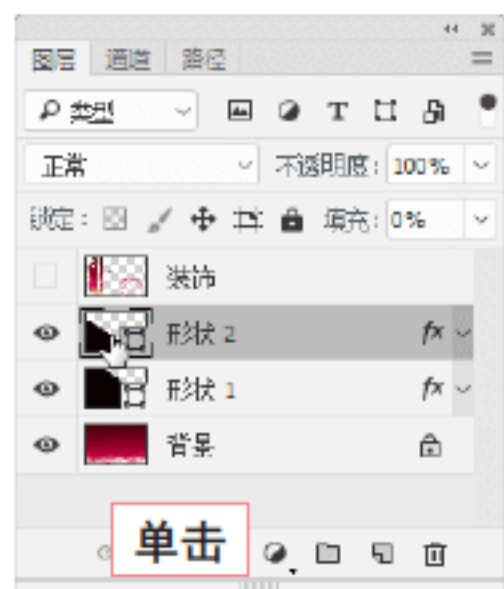 图层 通道 路径
类型 T
正常 不透明度: 100%
锁定: 填充: 0%
装饰
形状 2 fx
形状 1 fx
背景
单击